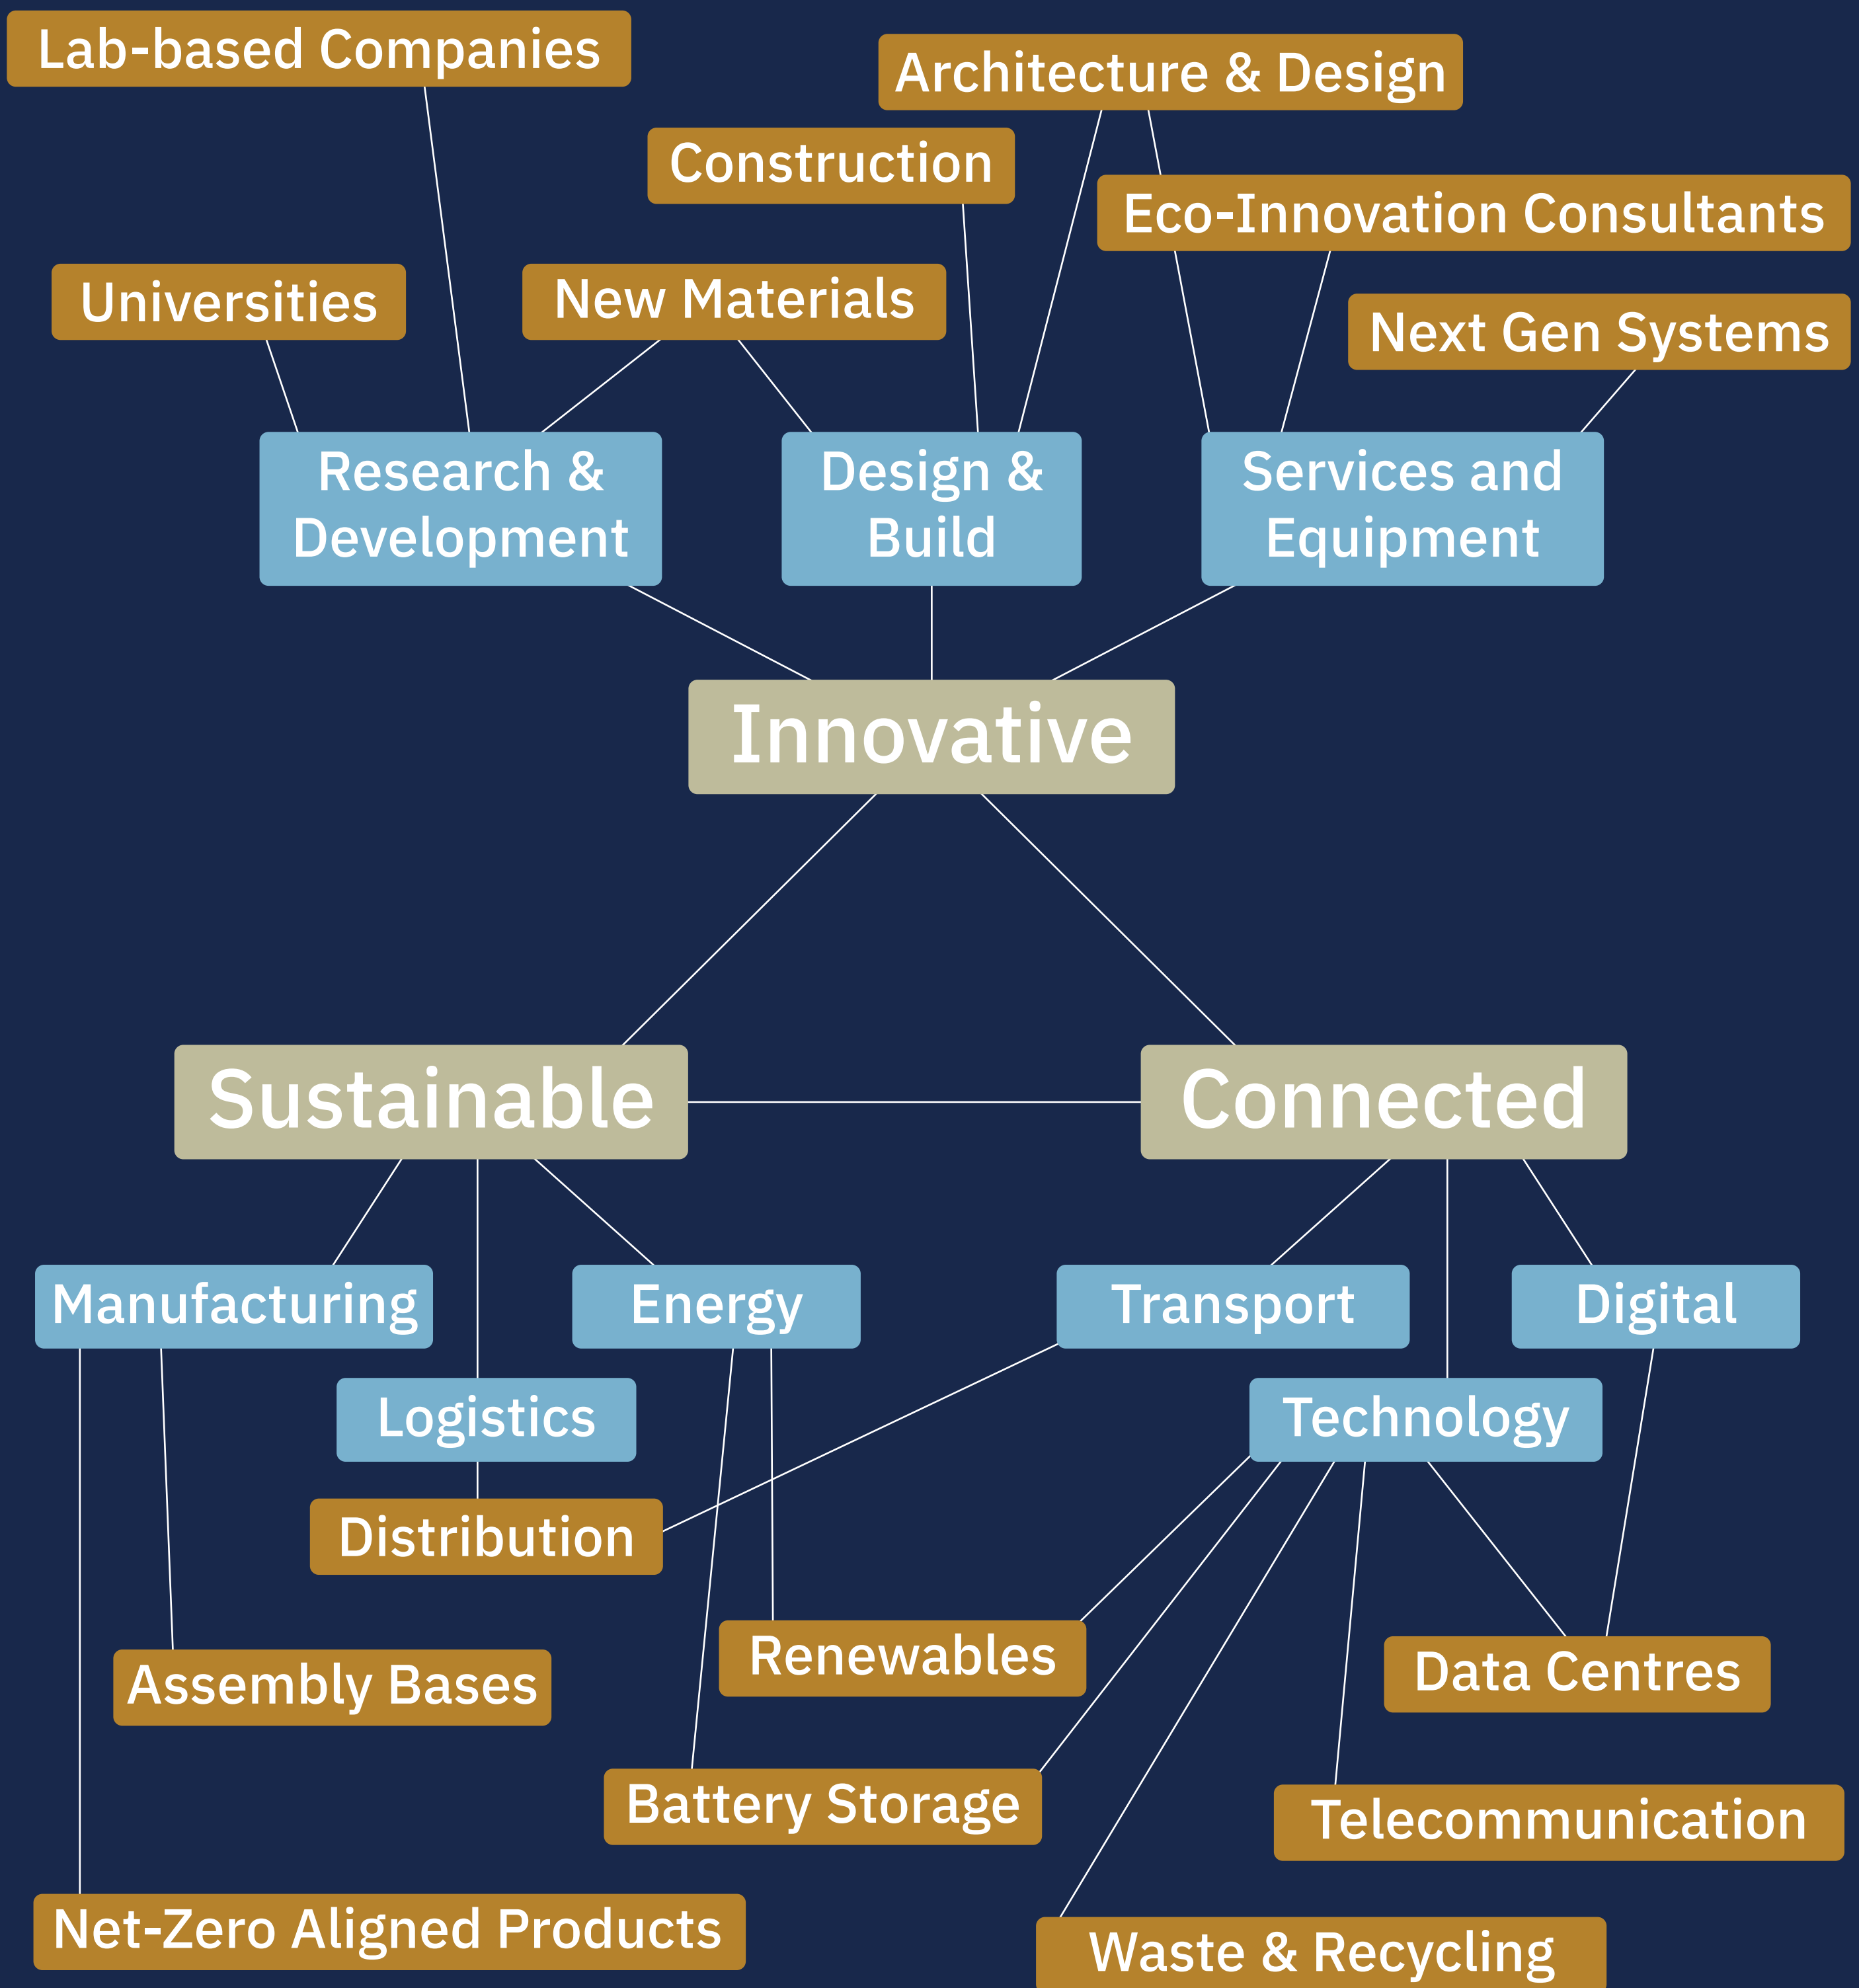 Lab-based Companies
Architecture & Design
Construction
Eco-Innovation Consultants
Universities
New Materials
Next Gen Systems
Research &
Development
Design &
Build
Services and
Equipment
Innovative
Sustainable
Connected
Manufacturing
Energy
Transport
Digital
Logistics
Technology
Distribution
Renewables
Data Centres
Assembly Bases
Battery Storage
Telecommunication
Net-Zero Aligned Products
Waste & Recycling